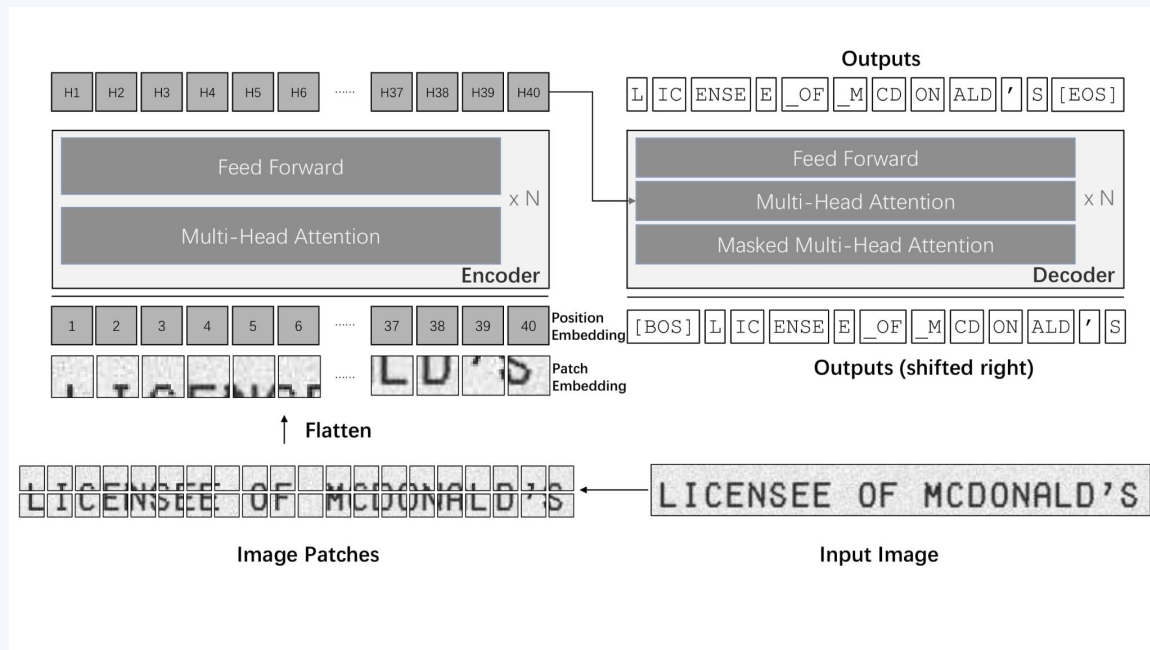 Outputs
H1 H2 H3 H4 H5 H6 ...... H37 H38 H39 H40
L IC ENSE E _OF _M CD ON ALD ' S [EOS]
Feed Forward
Multi-Head Attention
x N
Encoder
Feed Forward
Multi-Head Attention
Masked Multi-Head Attention
x N
Decoder
1 2 3 4 5 6 ...... 37 38 39 40
Position
Embedding
[BOS] L IC ENSE E _OF _M CD ON ALD ' S
LICENSE ...... LD'S
Patch
Embedding
Outputs (shifted right)
Flatten
LICENSEE OF MCDONALD'S
LICENSEE OF MCDONALD'S
Image Patches
Input Image